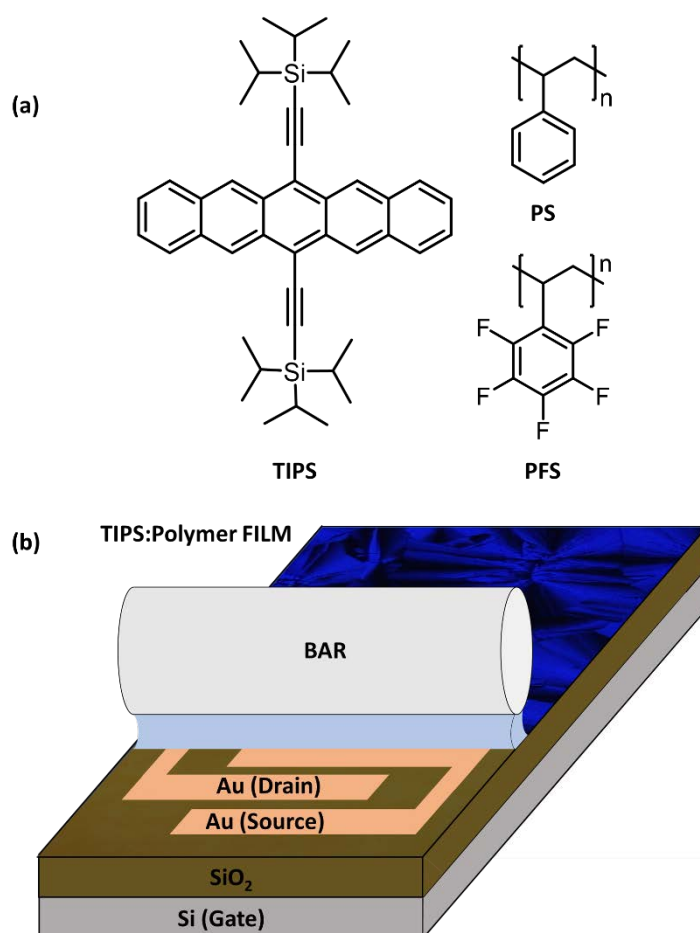 (a)
Si
Si
TIPS
n
PS
n
F
F
F
F
F
PFS
(b)
TIPS:Polymer FILM
BAR
Au (Drain)
Au (Source)
SiO₂
Si (Gate)